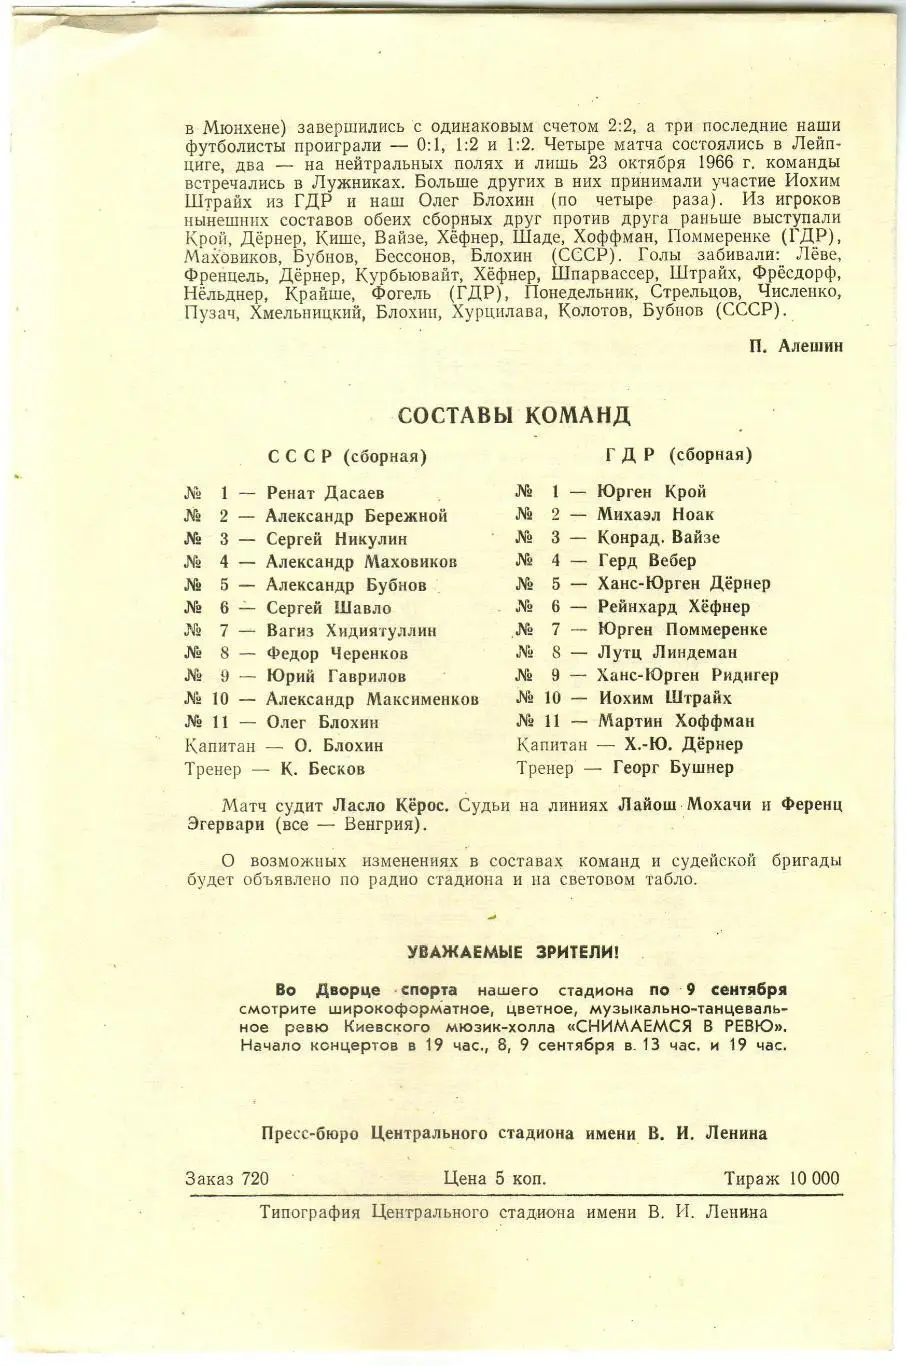 в Мюнхене) завершились с одинаковым счетом 2:2, а три последние наши
футболисты проиграли — 0:1, 1:2 и 1:2. Четыре матча состоялись в Лейп-
циге, два — на нейтральных полях и лишь 23 октября 1966 г. команды
встречались в Лужниках. Больше других в них принимали участие Иохим
Штрайх из ГДР и наш Олег Блохин (по четыре раза). Из игроков
нынешних составов обеих сборных друг против друга раньше выступали
Крой, Дёрнер, Кише, Вайзе, Хёфнер, Шаде, Хоффман, Поммеренке (ГДР),
Маховиков, Бубнов, Бессонов, Блохин (СССР). Голы забивали: Лёве,
Френцель, Дёрнер, Курбьювайт, Хёфнер, Шпарвассер, Штрайх, Фрёсдорф,
Нёльднер, Крайше, Фогель (ГДР), Понедельник, Стрельцов, Численко,
Пузач, Хмельницкий, Блохин, Хурцилава, Колотов, Бубнов (СССР).
П. Алешин
СОСТАВЫ КОМАНД
СССР (сборная)
№ 1 — Ренат Дасаев
№ 2 — Александр Бережной
№ 3 — Сергей Никулин
№ 4 — Александр Маховиков
№ 5 — Александр Бубнов
№ 6 — Сергей Шавло
№ 7 — Вагиз Хидиятуллин
№ 8 — Федор Черенков
№ 9 — Юрий Гаврилов
№ 10 — Александр Максименков
№ 11 — Олег Блохин
Капитан — О. Блохин
Тренер — К. Бесков
ГДР (сборная)
№ 1 — Юрген Крой
№ 2 — Михаэл Ноак
№ 3 — Конрад. Вайзе
№ 4 — Герд Вебер
№ 5 — Ханс-Юрген Дёрнер
№ 6 — Рейнхард Хёфнер
№ 7 — Юрген Поммеренке
№ 8 — Лутц Линдеман
№ 9 — Ханс-Юрген Ридигер
№ 10 — Иохим Штрайх
№ 11 — Мартин Хоффман
Капитан — Х.-Ю. Дёрнер
Тренер — Георг Бушнер
Матч судит Ласло Кёрос. Судьи на линиях Лайош Мохачи и Ференц
Эгервари (все — Венгрия).
О возможных изменениях в составах команд и судейской бригады
будет объявлено по радио стадиона и на световом табло.
УВАЖАЕМЫЕ ЗРИТЕЛИ!
Во Дворце спорта нашего стадиона по 9 сентября
смотрите широкоформатное, цветное, музыкально-танцеваль-
ное ревю Киевского мюзик-холла «СНИМАЕМСЯ В РЕВЮ».
Начало концертов в 19 час., 8, 9 сентября в. 13 час. и 19 час.
Пресс-бюро Центрального стадиона имени В. И. Ленина
Заказ 720 Цена 5 коп. Тираж 10 000
Типография Центрального стадиона имени В. И. Ленина